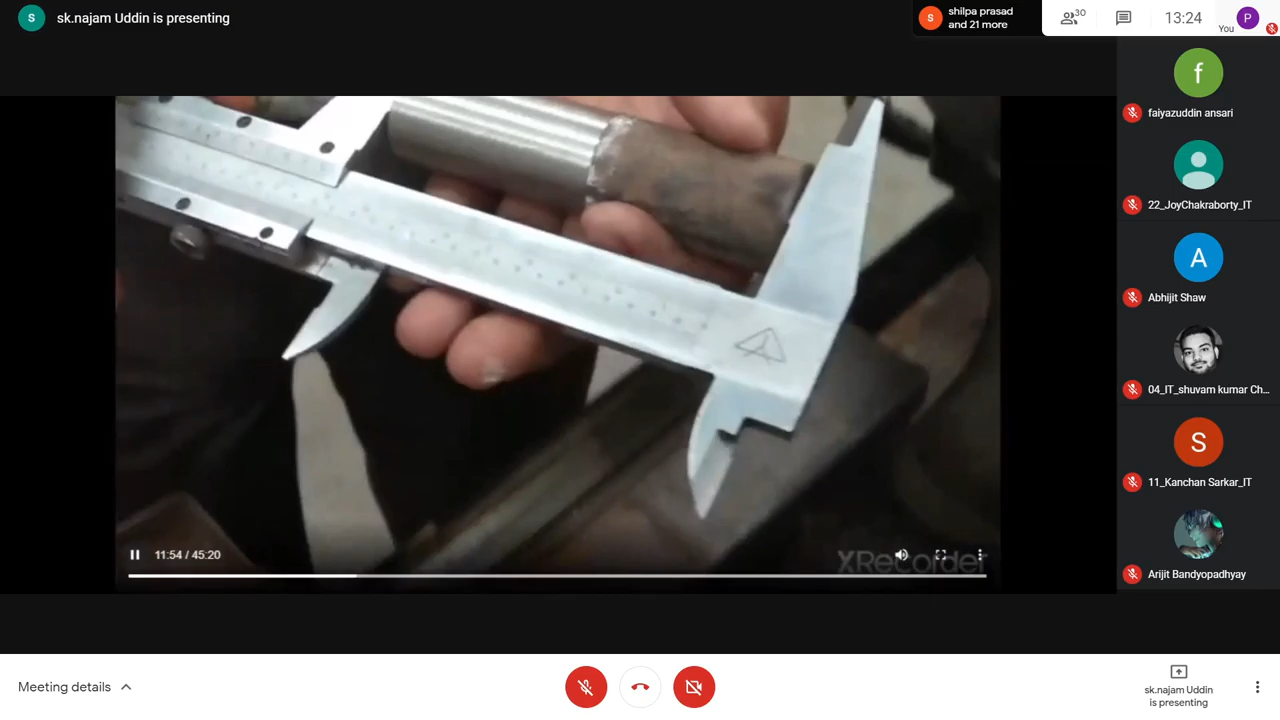 S
sk.najam Uddin is presenting
S
shilpa prasad
and 21 more
30
13:24
You
P
f
faiyazuddin ansari
22_JoyChakraborty_IT
A
Abhijit Shaw
04_IT_shuvam kumar Ch...
S
11_Kanchan Sarkar_IT
Arijit Bandyopadhyay
11:54 / 45:20
XRecorder
Meeting details
sk.najam Uddin
is presenting